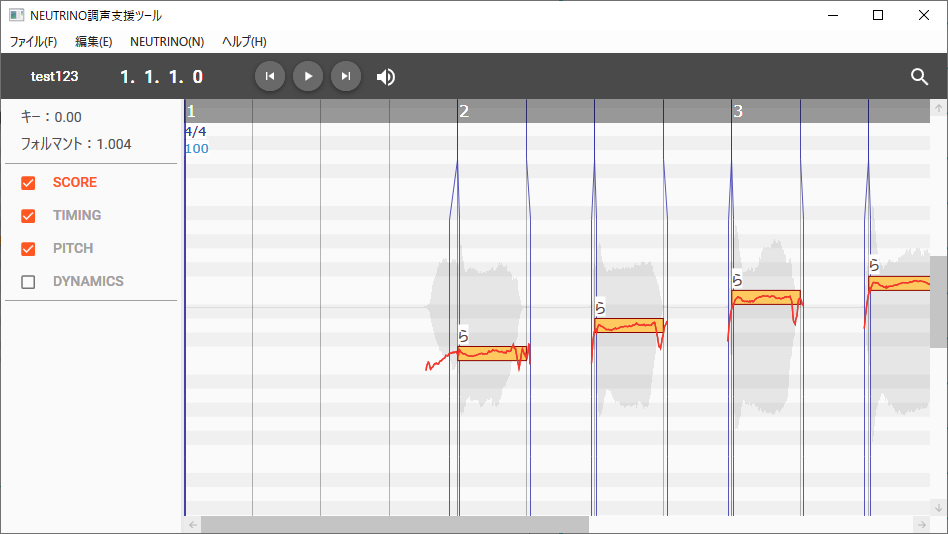 NEUTRINO調声支援ツール
ファイル(F) 編集(E) NEUTRINO(N) ヘルプ(H)
test123 1. 1. 1. 0
キー：0.00
フォルマント：1.004
SCORE
TIMING
PITCH
DYNAMICS
1 2 3
4/4
100
ら
ら
ら
ら